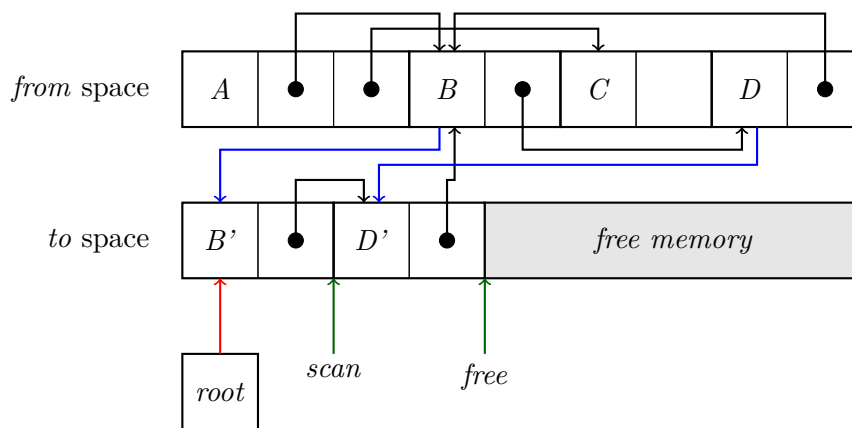 from space A B C D
to space B' D' free memory
scan free
root